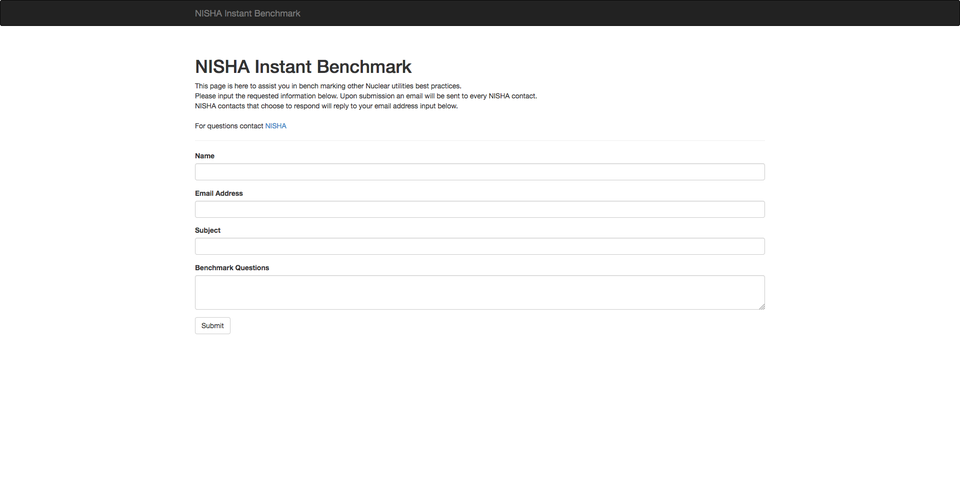 NISHA Instant Benchmark
NISHA Instant Benchmark
This page is here to assist you in bench marking other Nuclear utilities best practices.
Please input the requested information below. Upon submission an email will be sent to every NISHA contact.
NISHA contacts that choose to respond will reply to your email address input below.
For questions contact NISHA
Name
Email Address
Subject
Benchmark Questions
Submit